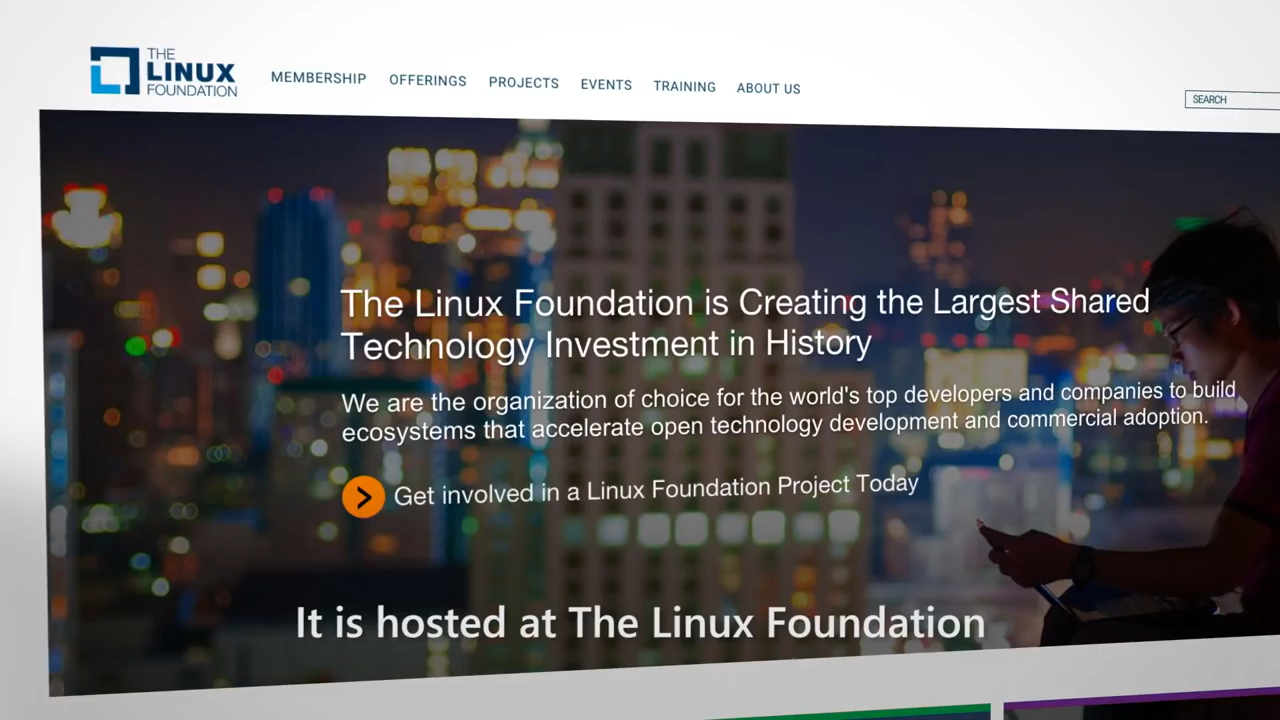 THE
LINUX
FOUNDATION
MEMBERSHIP OFFERINGS PROJECTS EVENTS TRAINING ABOUT US
SEARCH
The Linux Foundation is Creating the Largest Shared
Technology Investment in History
We are the organization of choice for the world's top developers and companies to build
ecosystems that accelerate open technology development and commercial adoption.
Get involved in a Linux Foundation Project Today
It is hosted at The Linux Foundation